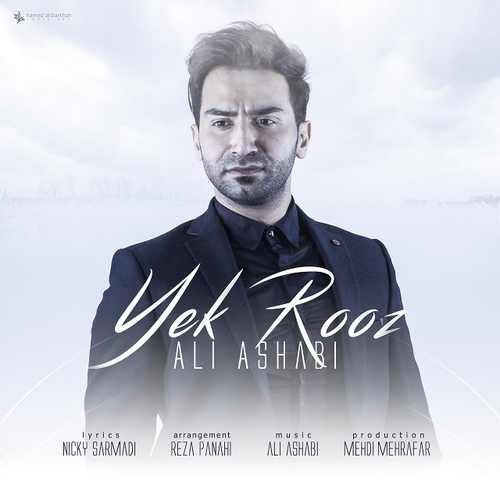 Yek Rooz
ALI ASHABI
lyrics
NICKY SARMADI
arrangement
REZA PANAHI
music
ALI ASHABI
production
MEHDI MEHRAFAR